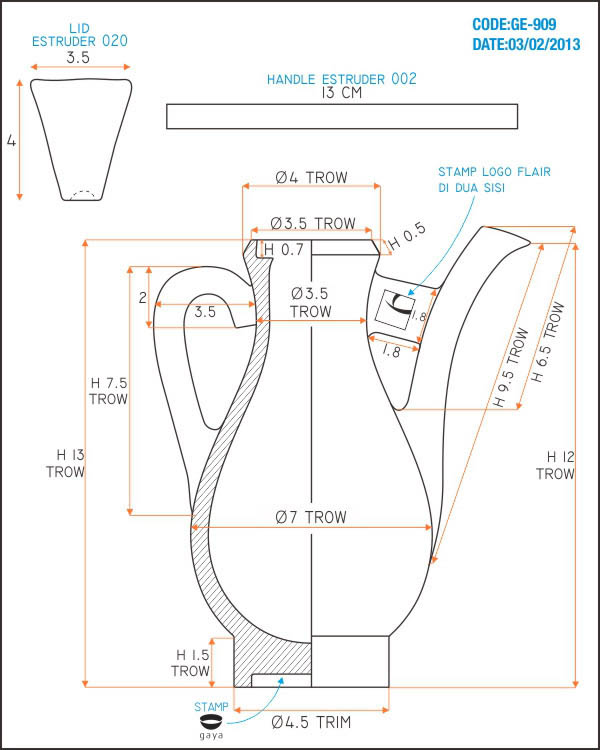 CODE:GE-909
DATE:03/02/2013
LID
ESTRUDER 020
3.5
4
HANDLE ESTRUDER 002
13 CM
STAMP LOGO FLAIR
DI DUA SISI
Ø4 TROW
Ø3.5 TROW
H 0.5
H 0.7
2
3.5
Ø3.5
TROW
1.8
1.8
H 9.5 TROW
H 6.5 TROW
H 7.5
TROW
H 13
TROW
H 12
TROW
Ø7 TROW
H 1.5
TROW
STAMP
gaya
Ø4.5 TRIM